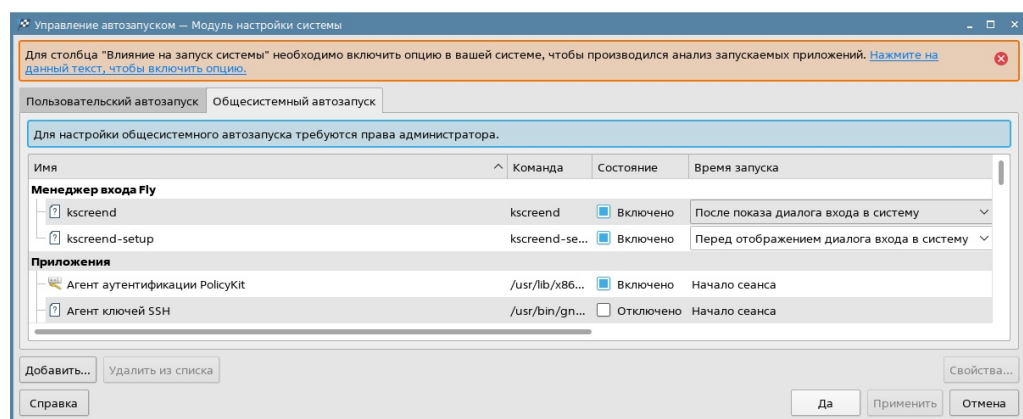 Управление автозапуском — Модуль настройки системы
Для столбца "Влияние на запуск системы" необходимо включить опцию в вашей системе, чтобы производился анализ запускаемых приложений. Нажмите на
данный текст, чтобы включить опцию.
Пользовательский автозапуск Общесистемный автозапуск
Для настройки общесистемного автозапуска требуются права администратора.
Имя Команда Состояние Время запуска
Менеджер входа Fly
kscreend kscreend Включено После показа диалога входа в систему
kscreend-setup kscreend-se... Включено Перед отображением диалога входа в систему
Приложения
Агент аутентификации PolicyKit /usr/lib/x86... Включено Начало сеанса
Агент ключей SSH /usr/bin/gn... Отключено Начало сеанса
Добавить... Удалить из списка Свойства...
Справка Да Применить Отмена